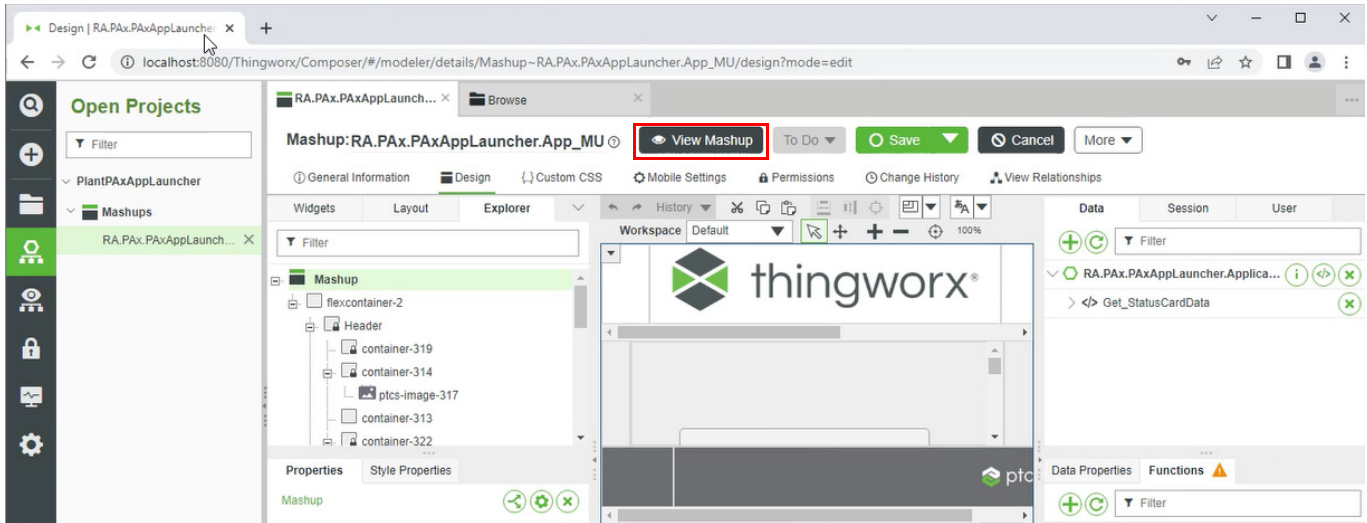 Design | RA.PAx.PAxAppLauncher
localhost:8080/Thingworx/Composer/#/modeler/details/Mashup~RA.PAx.PAxAppLauncher.App_MU/design?mode=edit
Open Projects
Filter
PlantPAxAppLauncher
Mashups
RA.PAx.PAxAppLaunch...
RA.PAx.PAxAppLaunch...
Browse
Mashup:RA.PAx.PAxAppLauncher.App_MU
View Mashup
To Do
Save
Cancel
More
General Information
Design
Custom CSS
Mobile Settings
Permissions
Change History
View Relationships
Widgets
Layout
Explorer
History
Workspace
Default
100%
Filter
Mashup
flexcontainer-2
Header
container-319
container-314
ptcs-image-317
container-313
container-322
Properties
Style Properties
Mashup
thingworx®
ptc
Data
Session
User
Filter
RA.PAx.PAxAppLauncher.Applica...
Get_StatusCardData
Data Properties
Functions
Filter